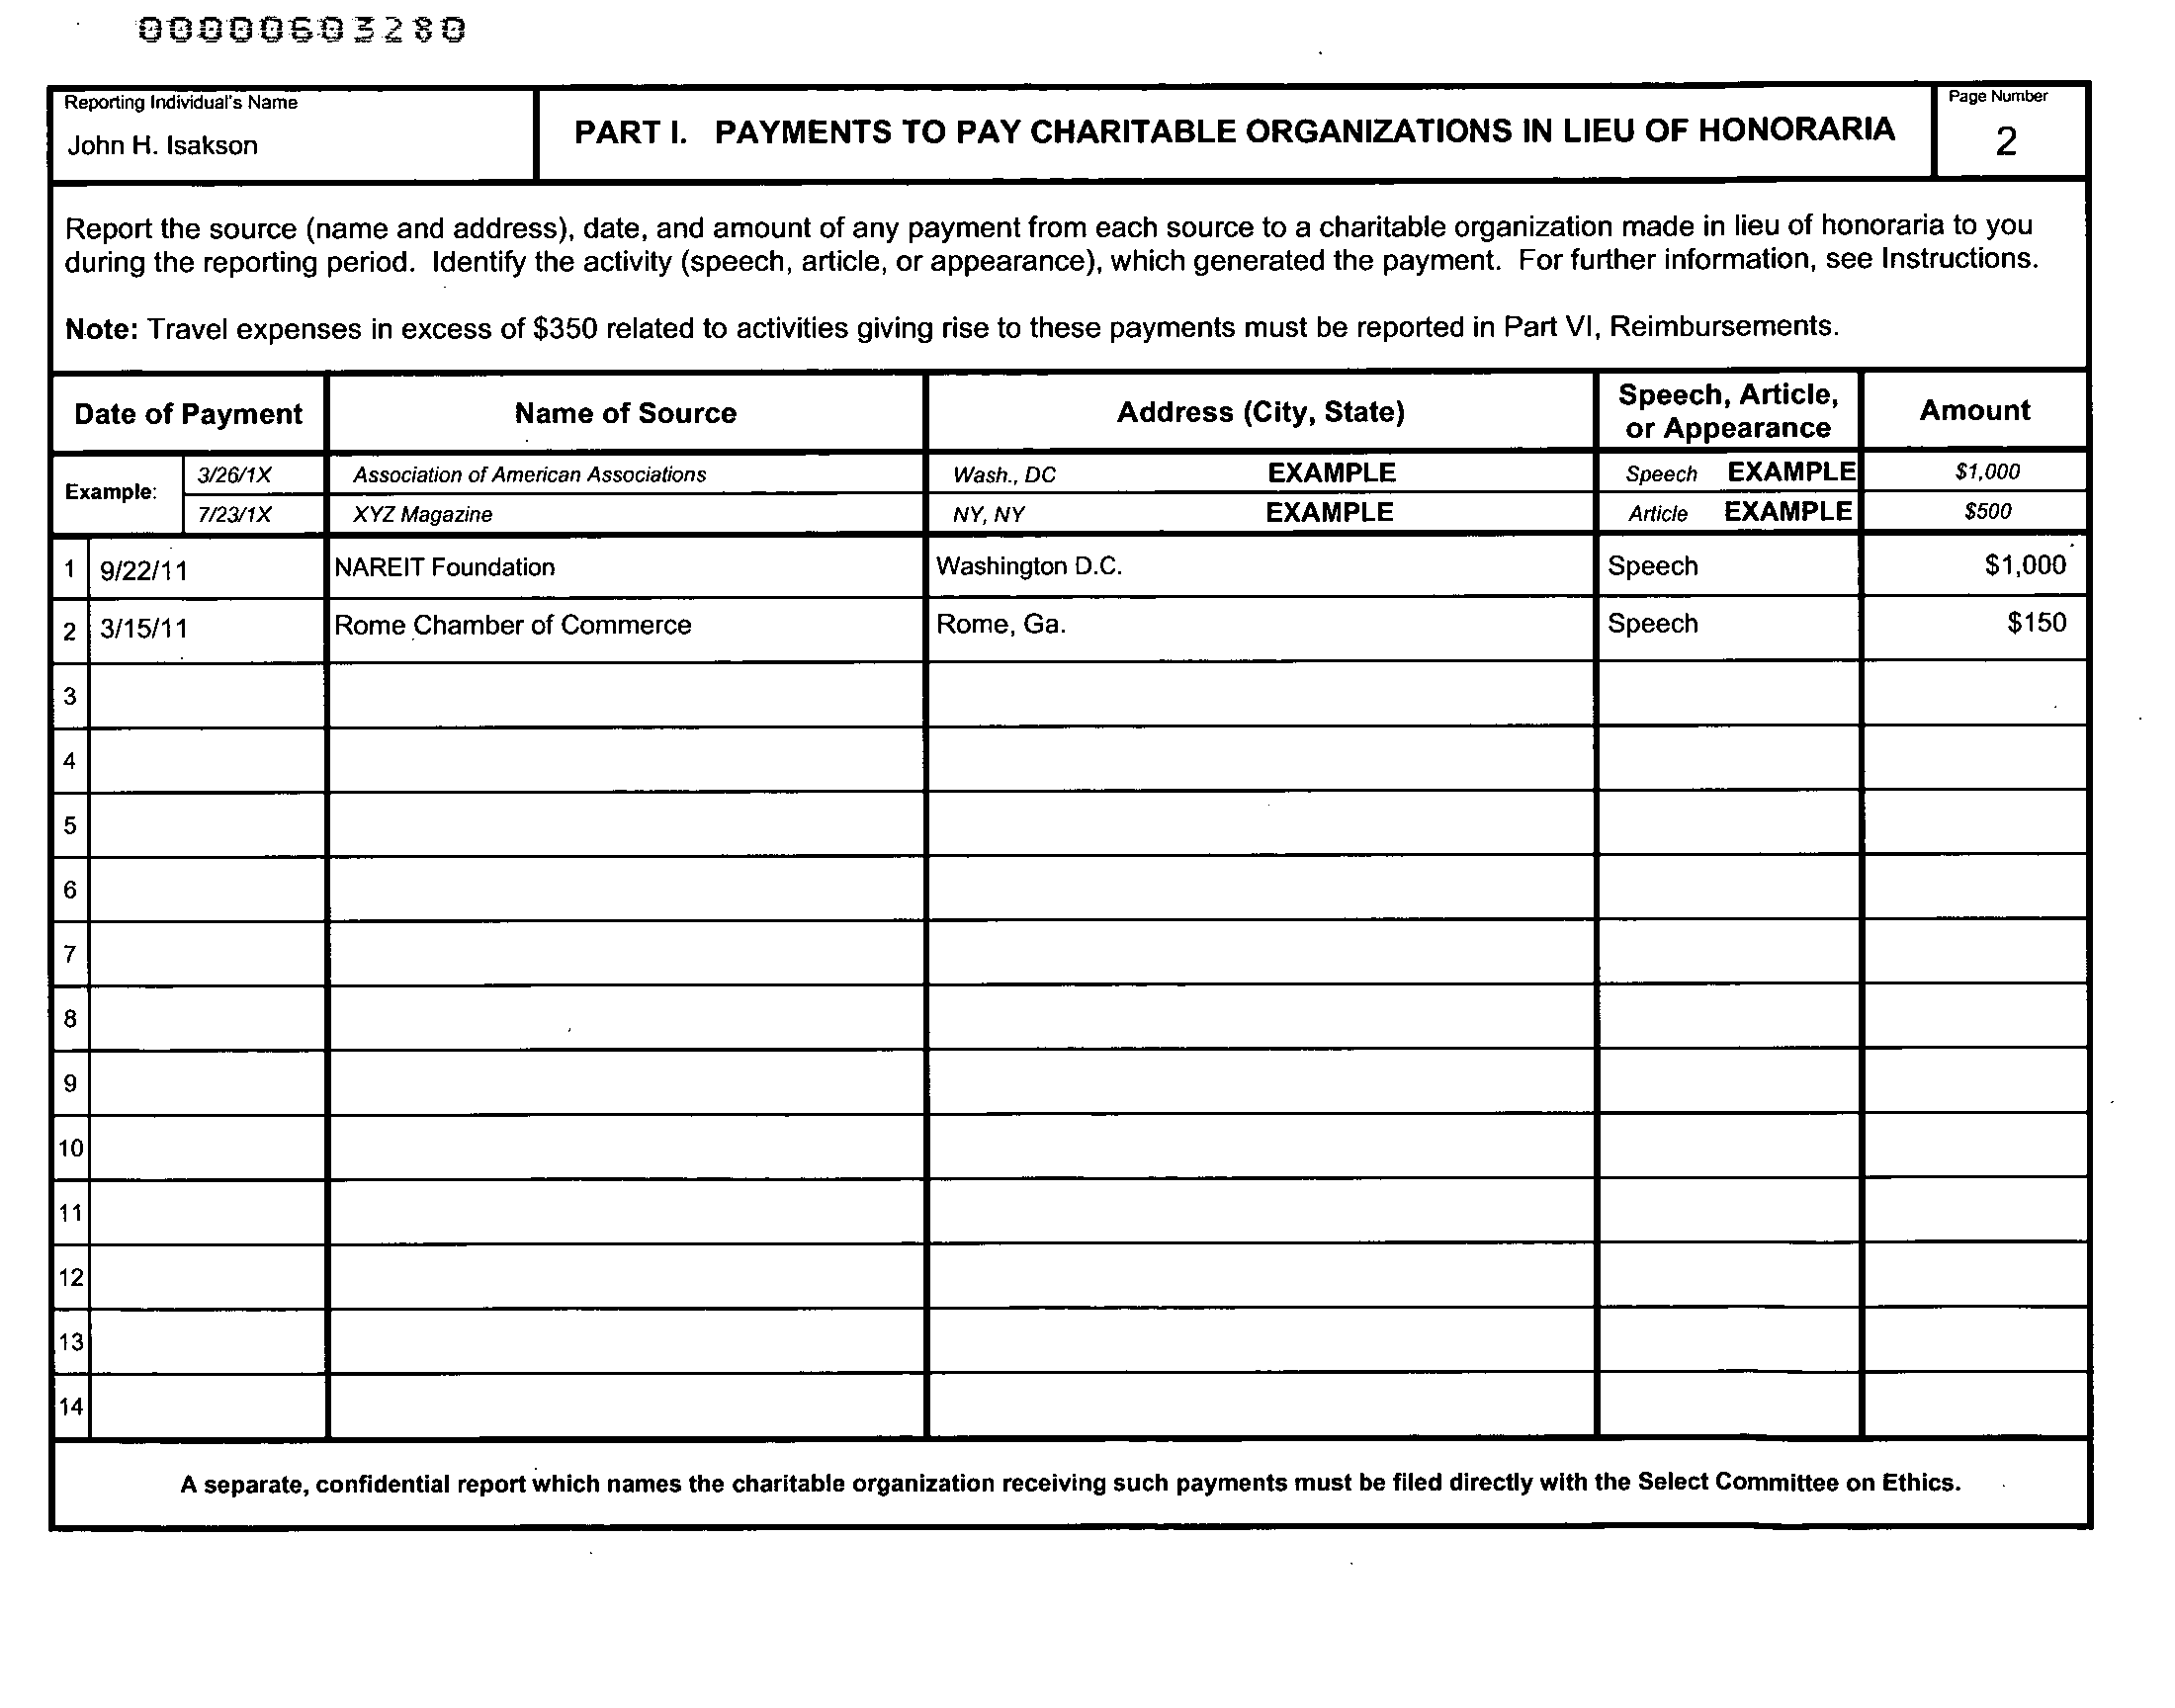 00000603280
Reporting Individual's Name
John H. Isakson
PART I. PAYMENTS TO PAY CHARITABLE ORGANIZATIONS IN LIEU OF HONORARIA
Page Number
2
Report the source (name and address), date, and amount of any payment from each source to a charitable organization made in lieu of honoraria to you
during the reporting period. Identify the activity (speech, article, or appearance), which generated the payment. For further information, see Instructions.
Note: Travel expenses in excess of $350 related to activities giving rise to these payments must be reported in Part VI, Reimbursements.
Date of Payment Name of Source Address (City, State) Speech, Article, or Appearance Amount
Example: 3/26/1X Association of American Associations Wash., DC EXAMPLE Speech EXAMPLE $1,000
7/23/1X XYZ Magazine NY, NY EXAMPLE Article EXAMPLE $500
1 9/22/11 NAREIT Foundation Washington D.C. Speech $1,000
2 3/15/11 Rome Chamber of Commerce Rome, Ga. Speech $150
3
4
5
6
7
8
9
10
11
12
13
14
A separate, confidential report which names the charitable organization receiving such payments must be filed directly with the Select Committee on Ethics.